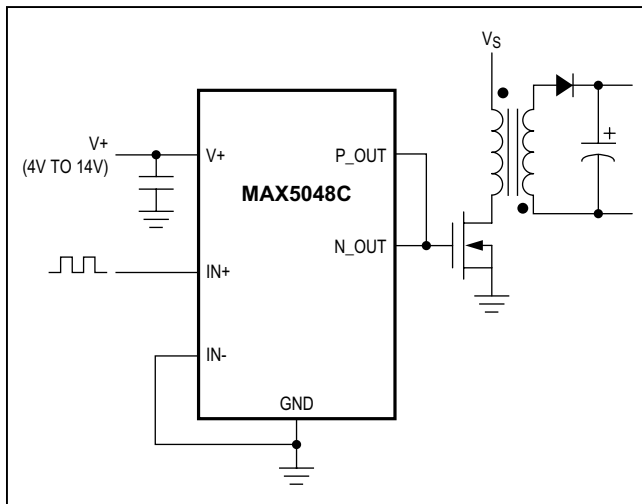 VS
V+
(4V TO 14V)
V+
P_OUT
MAX5048C
N_OUT
IN+
IN-
GND
+